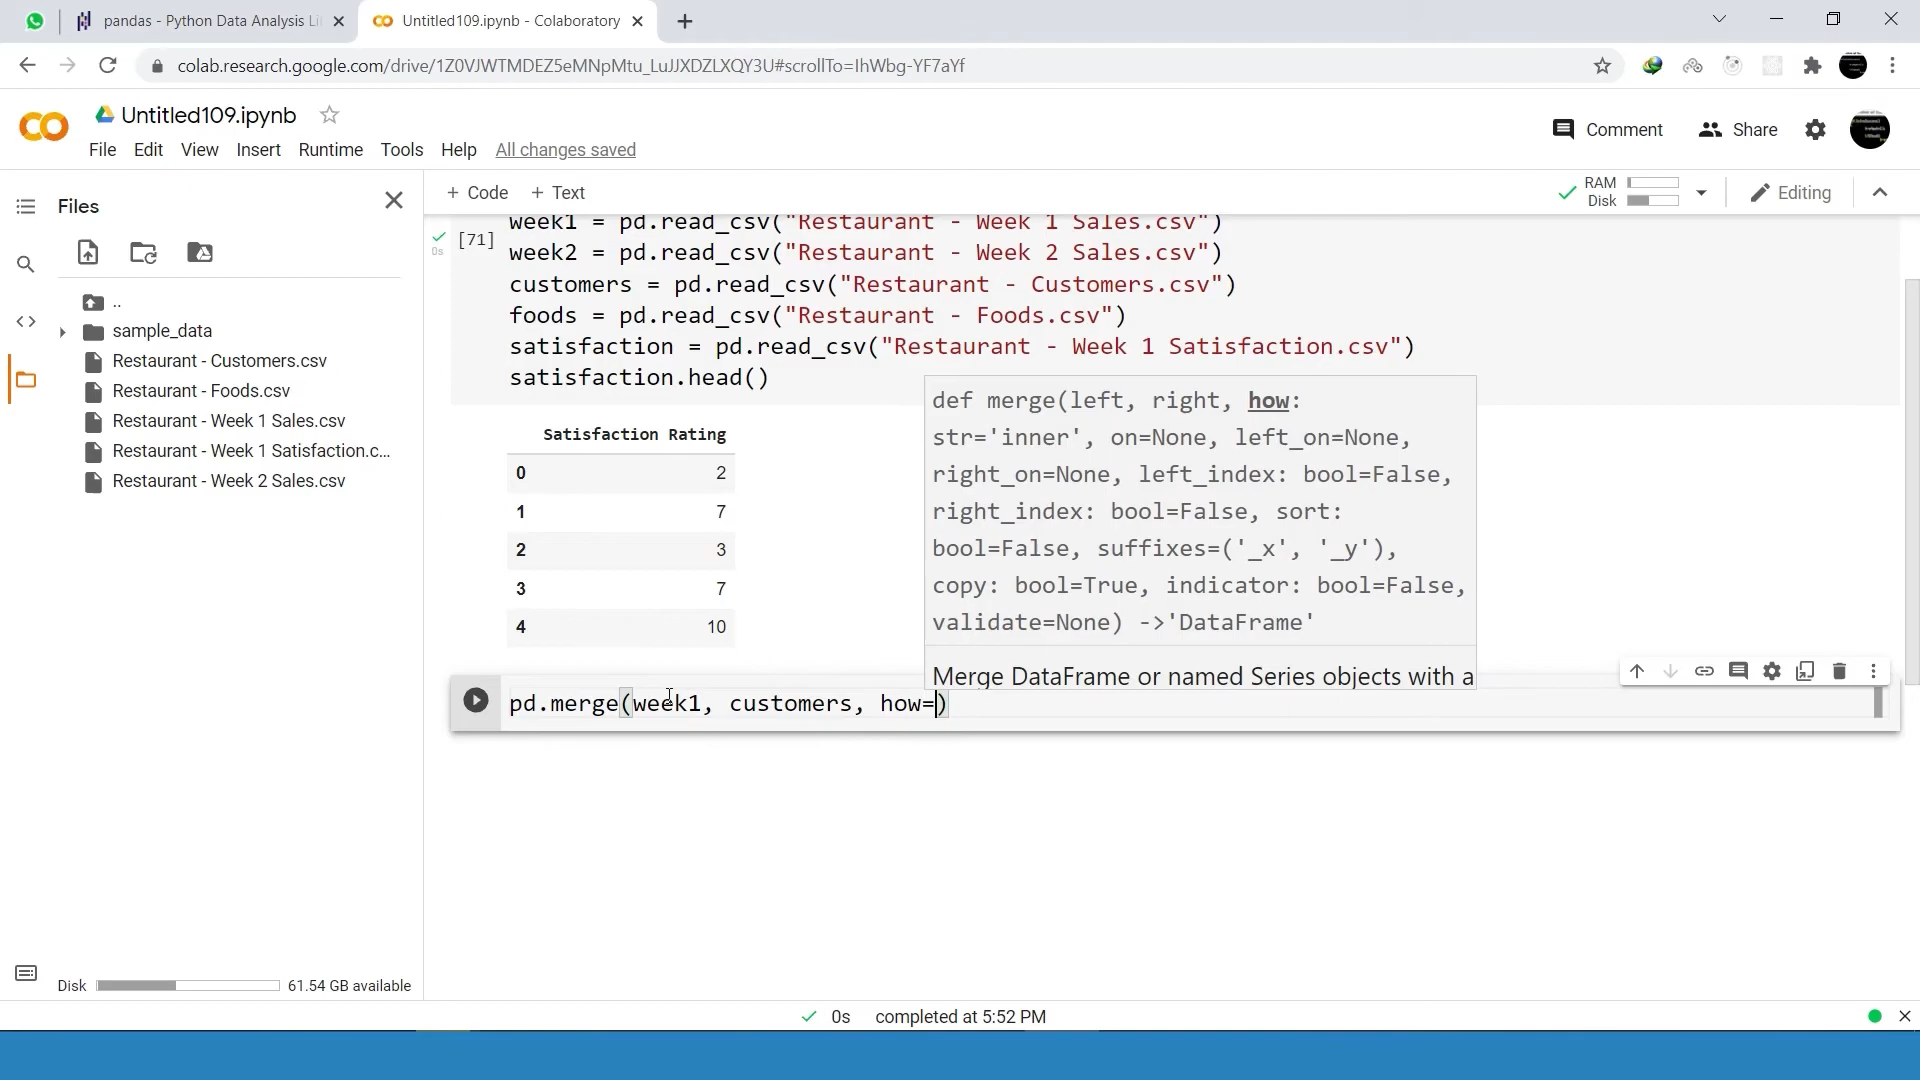 pandas - Python Data Analysis Li
Untitled109.ipynb - Colaboratory
colab.research.google.com/drive/1Z0VJWTMDEZ5eMNpMtu_LuJJXDZLXQY3U#scrollTo=IhWbg-YF7aYf
Untitled109.ipynb
Comment
Share
File Edit View Insert Runtime Tools Help All changes saved
Files
+ Code + Text
RAM
Disk
Editing
..
sample_data
Restaurant - Customers.csv
Restaurant - Foods.csv
Restaurant - Week 1 Sales.csv
Restaurant - Week 1 Satisfaction.c...
Restaurant - Week 2 Sales.csv
Disk 61.54 GB available
0s
[71]
week1 = pd.read_csv("Restaurant - Week 1 Sales.csv")
week2 = pd.read_csv("Restaurant - Week 2 Sales.csv")
customers = pd.read_csv("Restaurant - Customers.csv")
foods = pd.read_csv("Restaurant - Foods.csv")
satisfaction = pd.read_csv("Restaurant - Week 1 Satisfaction.csv")
satisfaction.head()
Satisfaction Rating
0 2
1 7
2 3
3 7
4 10
def merge(left, right, how:
str='inner', on=None, left_on=None,
right_on=None, left_index: bool=False,
right_index: bool=False, sort:
bool=False, suffixes=('_x', '_y'),
copy: bool=True, indicator: bool=False,
validate=None) ->'DataFrame'
Merge DataFrame or named Series objects with a
pd.merge(week1, customers, how=)
0s completed at 5:52 PM